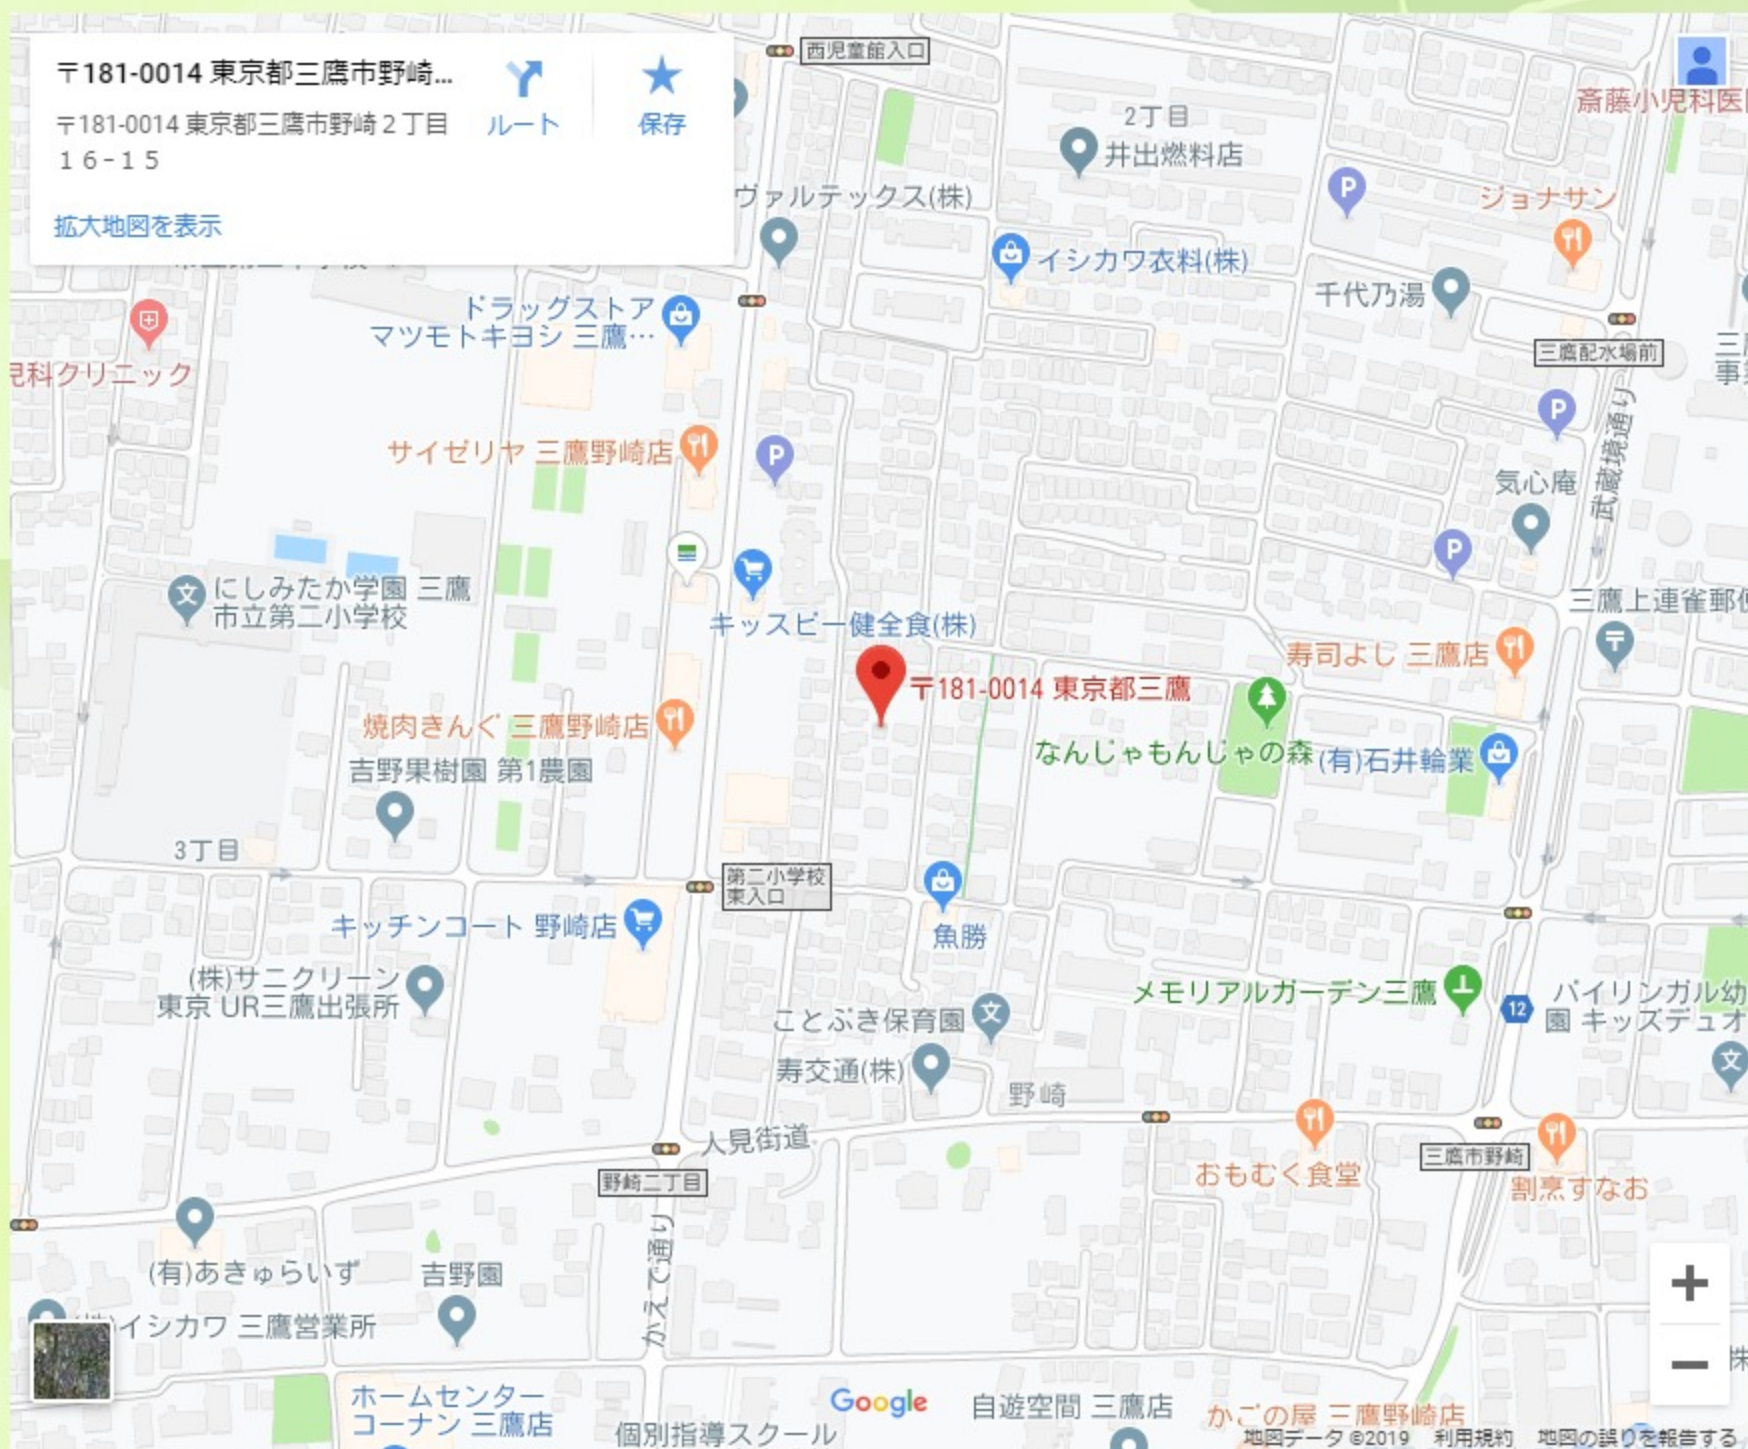 〒181-0014 東京都三鷹市野崎...
〒181-0014 東京都三鷹市野崎２丁目
１６−１５
ルート
保存
拡大地図を表示
西児童館入口
斎藤小児科医
2丁目
井出燃料店
ヴァルテックス(株)
ジョナサン
イシカワ衣料(株)
千代乃湯
ドラッグストア
マツモトキヨシ 三鷹…
三鷹配水場前
児科クリニック
武蔵境通り
サイゼリヤ 三鷹野崎店
P
P
P
P
気心庵
にしみたか学園 三鷹
市立第二小学校
三鷹上連雀郵便
キッスビー健全食(株)
寿司よし 三鷹店
〒181-0014 東京都三鷹
焼肉きんぐ 三鷹野崎店
なんじゃもんじゃの森
(有)石井輪業
吉野果樹園 第1農園
3丁目
第二小学校
東入口
キッチンコート 野崎店
魚勝
(株)サニクリーン
東京 UR三鷹出張所
メモリアルガーデン三鷹
12
バイリンガル幼
園 キッズデュオ
ことぶき保育園
寿交通(株)
野崎
人見街道
野崎二丁目
おもむく食堂
三鷹市野崎
割烹すなお
かえで通り
(有)あきゅらいず
吉野園
イシカワ 三鷹営業所
ホームセンター
コーナン 三鷹店
個別指導スクール
Google
自遊空間 三鷹店
かごの屋 三鷹野崎店
地図データ ©2019 利用規約 地図の誤りを報告する